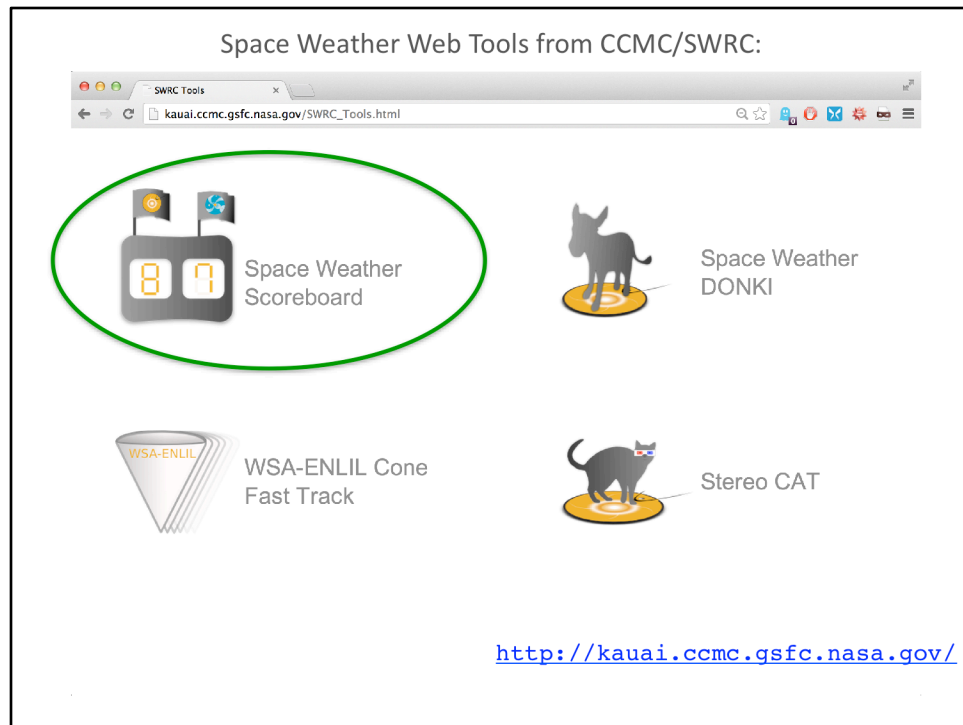 Space Weather Web Tools from CCMC/SWRC:
SWRC Tools
kauai.ccmc.gsfc.nasa.gov/SWRC_Tools.html
0
8 7
Space Weather
Scoreboard
Space Weather
DONKI
WSA-ENLIL
WSA-ENLIL Cone
Fast Track
Stereo CAT
http://kauai.ccmc.gsfc.nasa.gov/